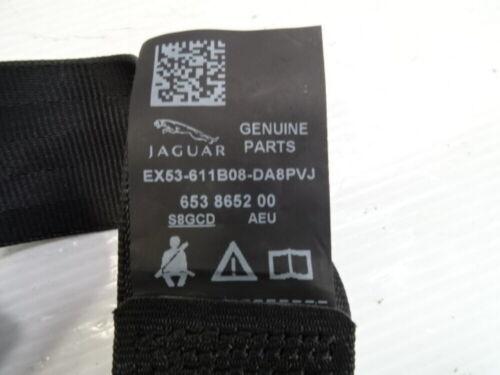 GENUINE
JAGUAR PARTS
EX53-611B08-DA8PVJ
653 8652 00
S8GCD AEU